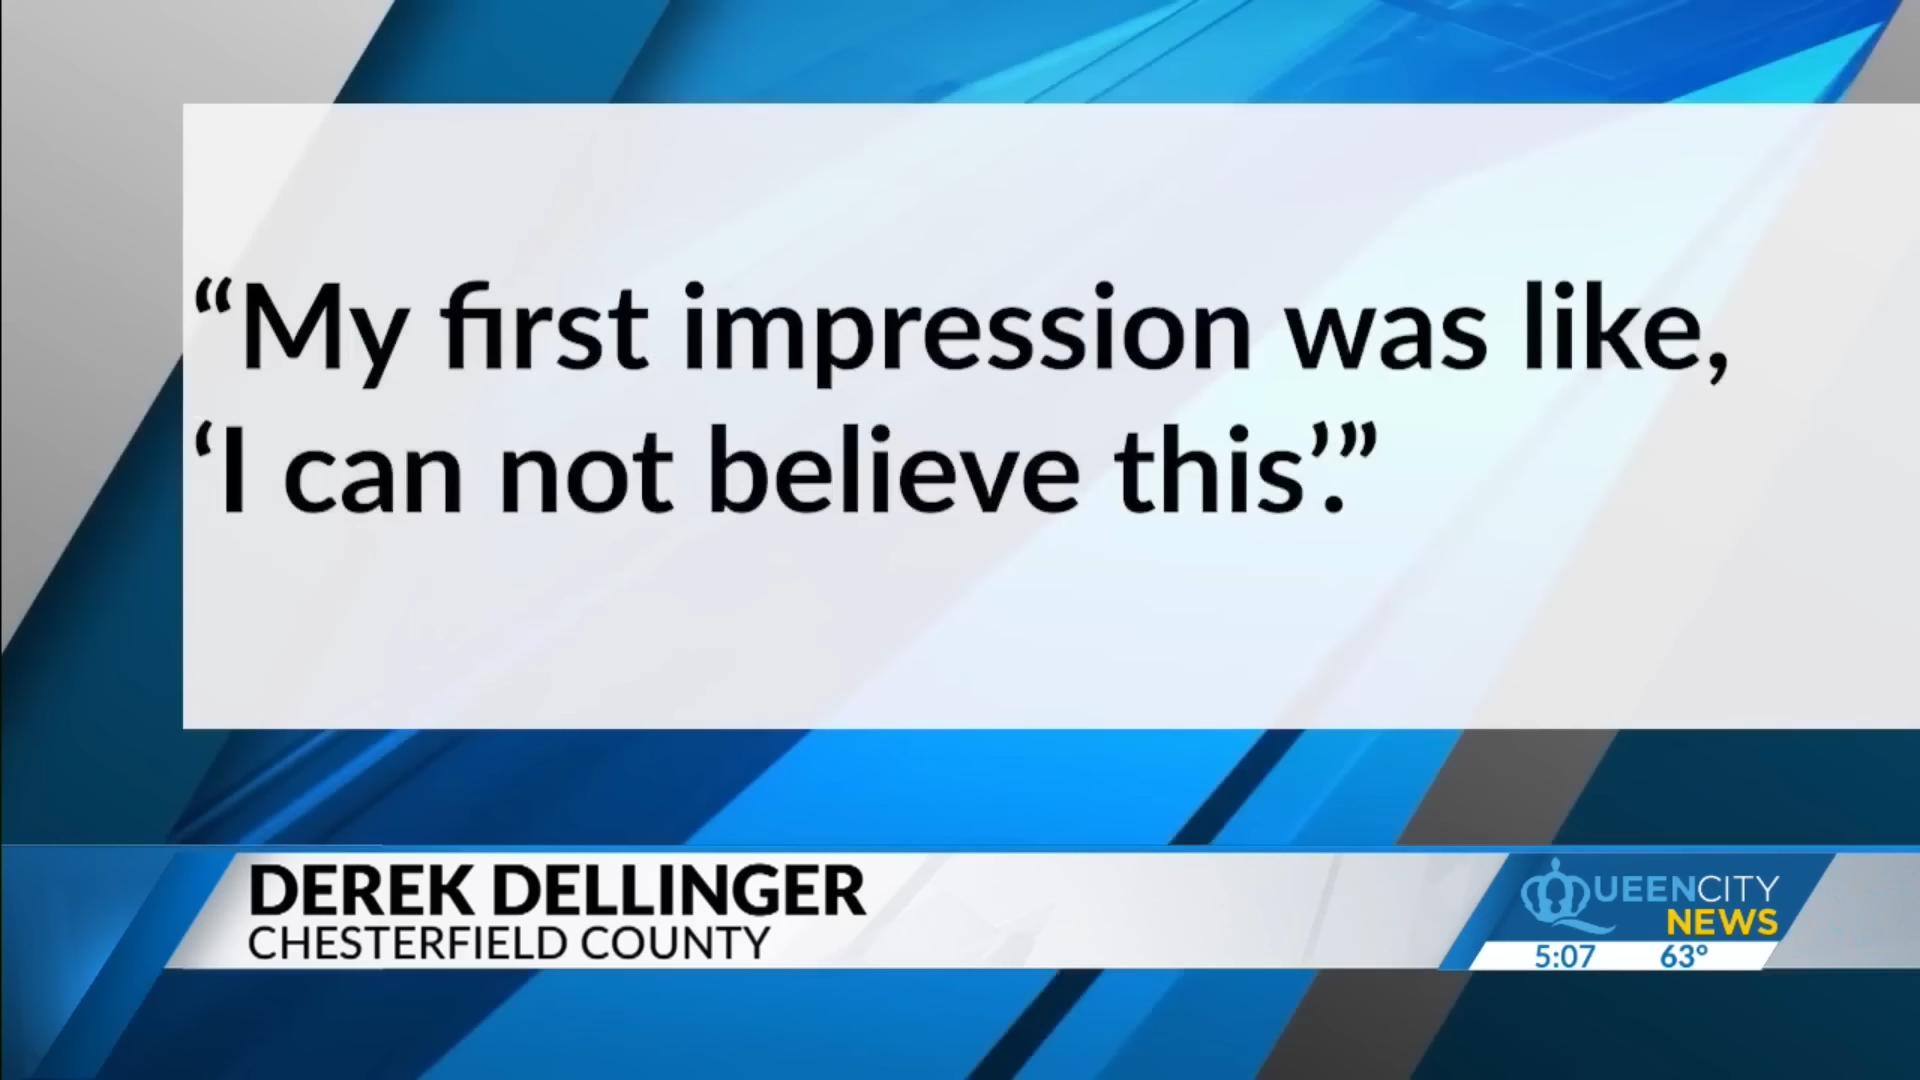 “My first impression was like,
‘I can not believe this’.”
DEREK DELLINGER
CHESTERFIELD COUNTY
QUEENCITY
NEWS
5:07 63°